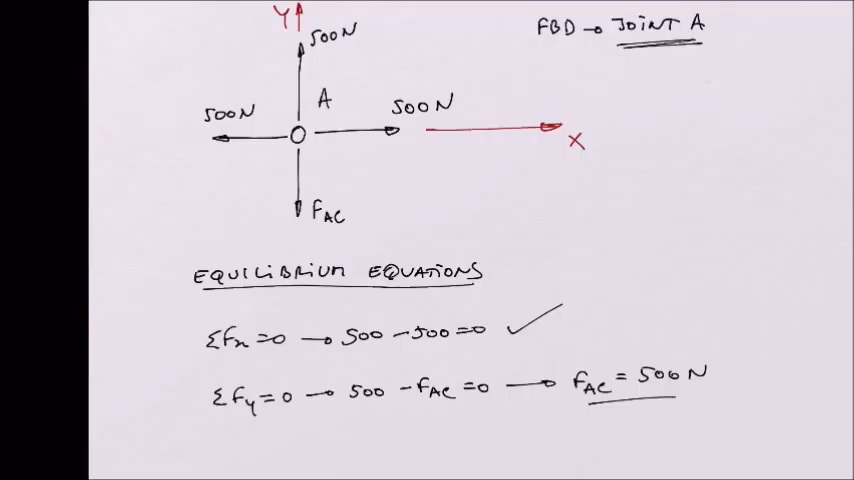 Y
500N
FBD → JOINT A
A
500N
500N
X
FAC
EQUILIBRIUM EQUATIONS
ΣFx=0 → 500 -500=0 ✓
ΣFy=0 → 500 -FAC=0 → FAC=500N